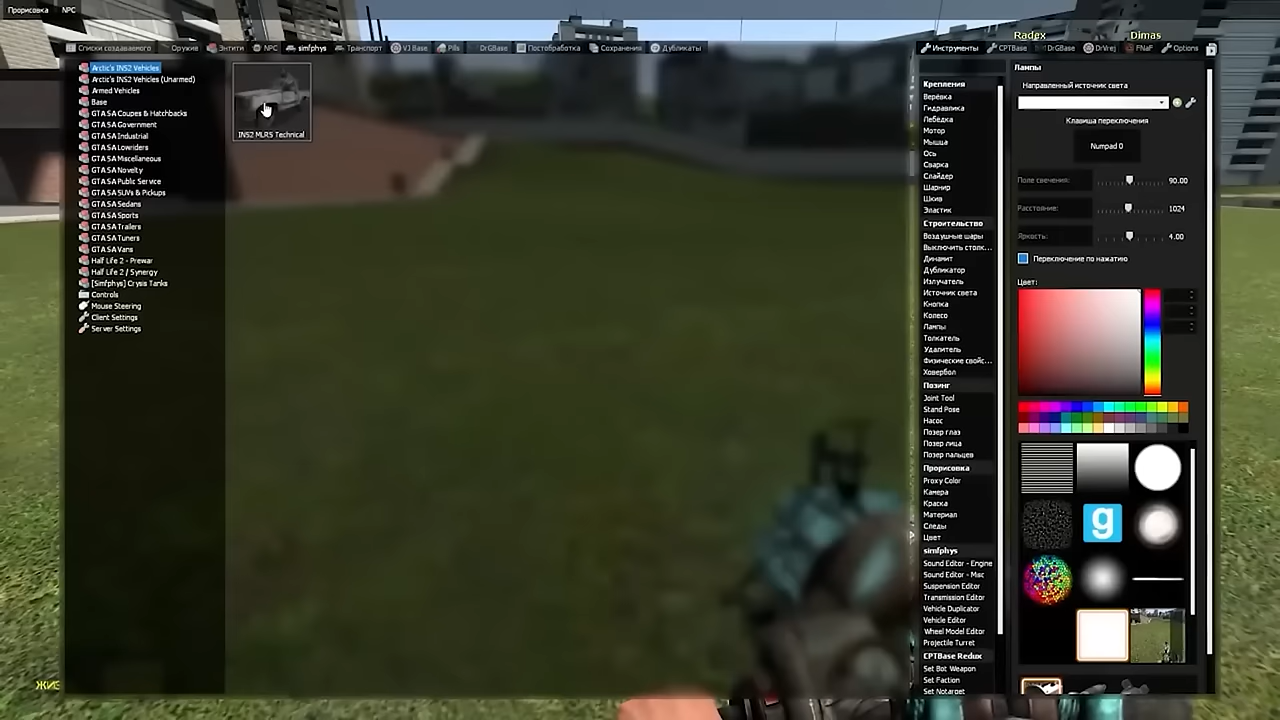 Прорисовка NPC
Radex Dimas
Списки создаваемого Оружие Энтити NPC simfphys Транспорт VJ Base Pills DrGBase Постобработка Сохранения Дубликаты
Инструменты CPTBase DrGBase DrVrej FNaF Options
Arctic's INS2 Vehicles
Arctic's INS2 Vehicles (Unarmed)
Armed Vehicles
Base
GTA SA Coupes & Hatchbacks
GTA SA Government
GTA SA Industrial
GTA SA Lowriders
GTA SA Miscellaneous
GTA SA Novelty
GTA SA Public Service
GTA SA SUVs & Pickups
GTA SA Sedans
GTA SA Sports
GTA SA Trailers
GTA SA Tuners
GTA SA Vans
Half Life 2 - Prewar
Half Life 2 / Synergy
[Simfphys] Crysis Tanks
Controls
Mouse Steering
Client Settings
Server Settings
INS2 MLRS Technical
Крепления
Верёвка
Гидравлика
Лебёдка
Мотор
Мышца
Ось
Сварка
Слайдер
Шарнир
Шкив
Эластик
Строительство
Воздушные шары
Выключить столк...
Динамит
Дубликатор
Излучатель
Источник света
Кнопка
Колесо
Лампы
Толкатель
Удалитель
Физические свойс...
Ховербол
Позинг
Joint Tool
Stand Pose
Насос
Позер глаз
Позер лица
Позер пальцев
Прорисовка
Proxy Color
Камера
Краска
Материал
Следы
Цвет
simfphys
Sound Editor - Engine
Sound Editor - Misc
Suspension Editor
Transmission Editor
Vehicle Duplicator
Vehicle Editor
Wheel Model Editor
Projectile Turret
CPTBase Redux
Set Bot Weapon
Set Faction
Set Notarget
Лампы
Направленный источник света
Клавиша переключения
Numpad 0
Поле свечения: 90.00
Расстояние: 1024
Яркость: 4.00
Переключение по нажатию
Цвет:
g
ЖИЕ